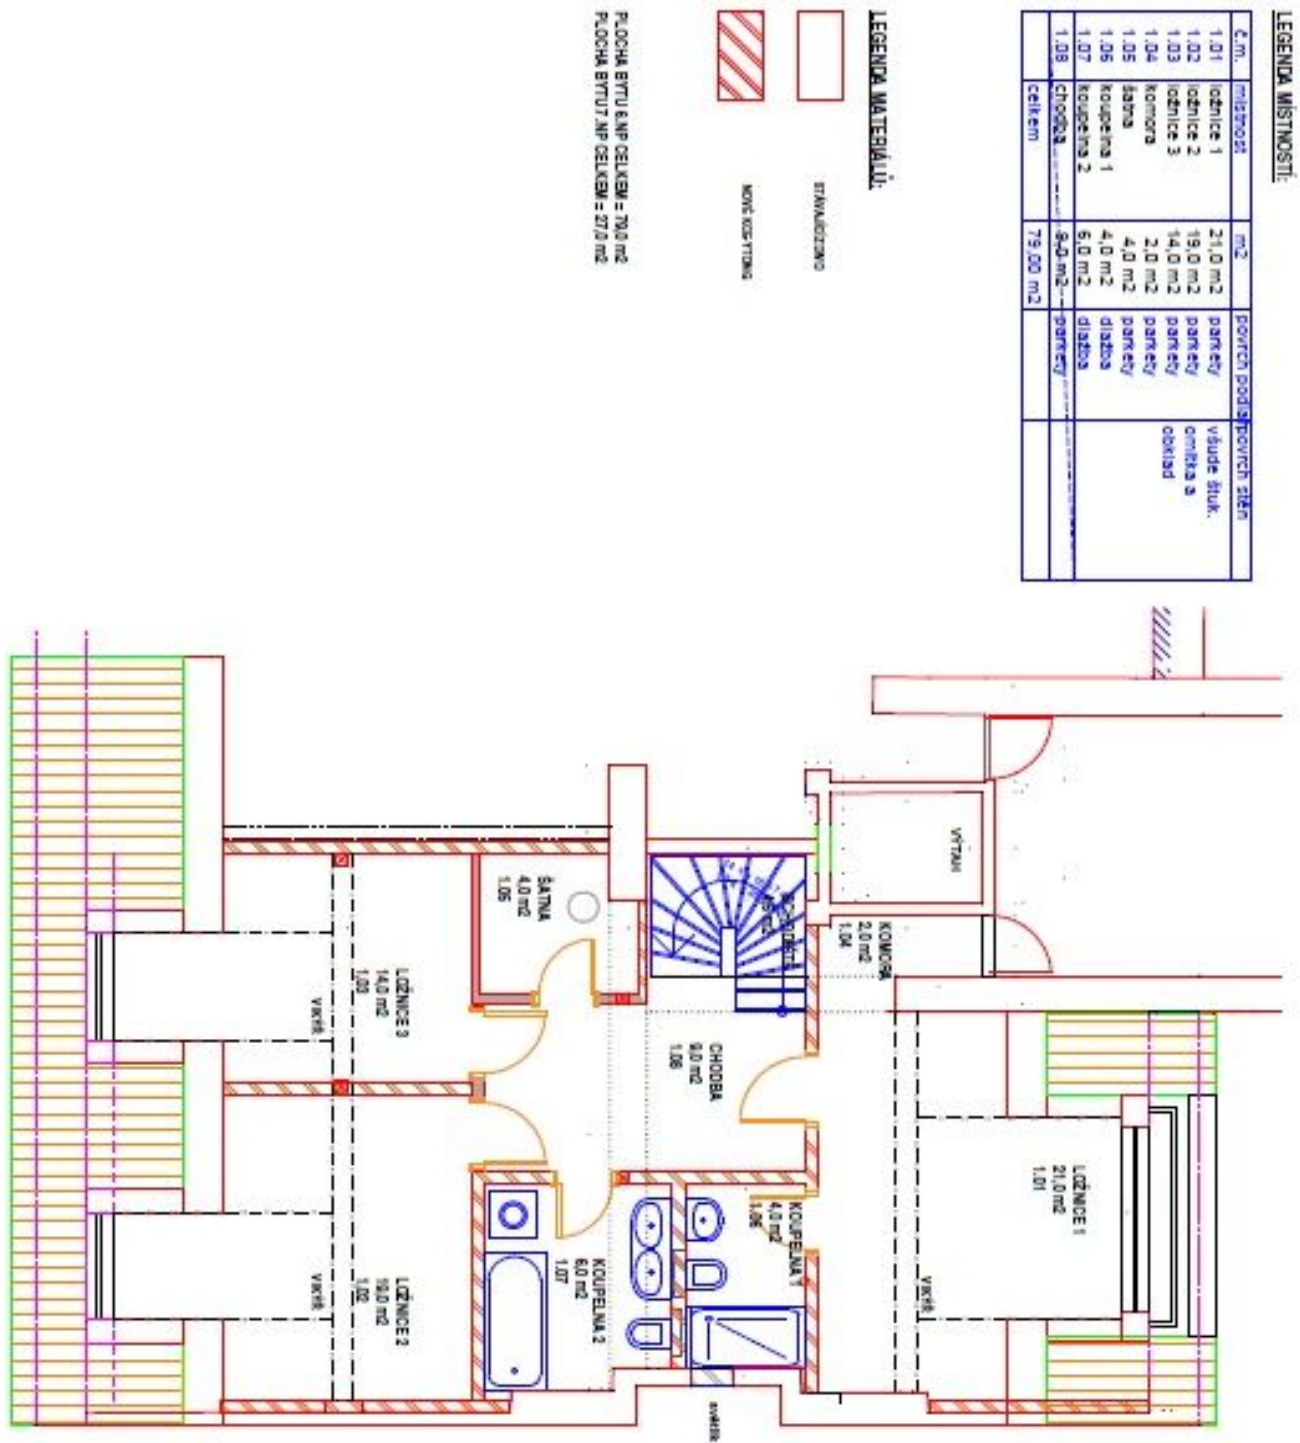 LEGENDA MÍSTNOSTÍ:
č.m. místnost m2 povrch podlah povrch stěn
1.01 ložnice 1 21,0 m2 parkety všude štuk.
1.02 ložnice 2 19,0 m2 parkety omítka a
1.03 ložnice 3 14,0 m2 parkety obklad
1.04 komora 2,0 m2 parkety
1.05 šatna 4,0 m2 parkety
1.06 koupelna 1 4,0 m2 dlažba
1.07 koupelna 2 6,0 m2 dlažba
1.08 chodba 9,0 m2 parkety
celkem 79,00 m2
LEGENDA MATERIÁLŮ:
STÁVAJÍCÍ ZDIVO
PLOCHA BYTU 6.NP CELKEM = 79,0 m2
PLOCHA BYTU 7.NP CELKEM = 27,0 m2
VÝTAH
KOMORA
2,0 m2
1.04
SCHODIŠTĚ
ŠATNA
4,0 m2
1.05
LOŽNICE 3
14,0 m2
1.03
VIKÝŘ
CHODBA
9,0 m2
1.08
LOŽNICE 1
21,0 m2
1.01
VIKÝŘ
KOUPELNA 1
4,0 m2
1.06
KOUPELNA 2
6,0 m2
1.07
LOŽNICE 2
19,0 m2
1.02
VIKÝŘ
světlík